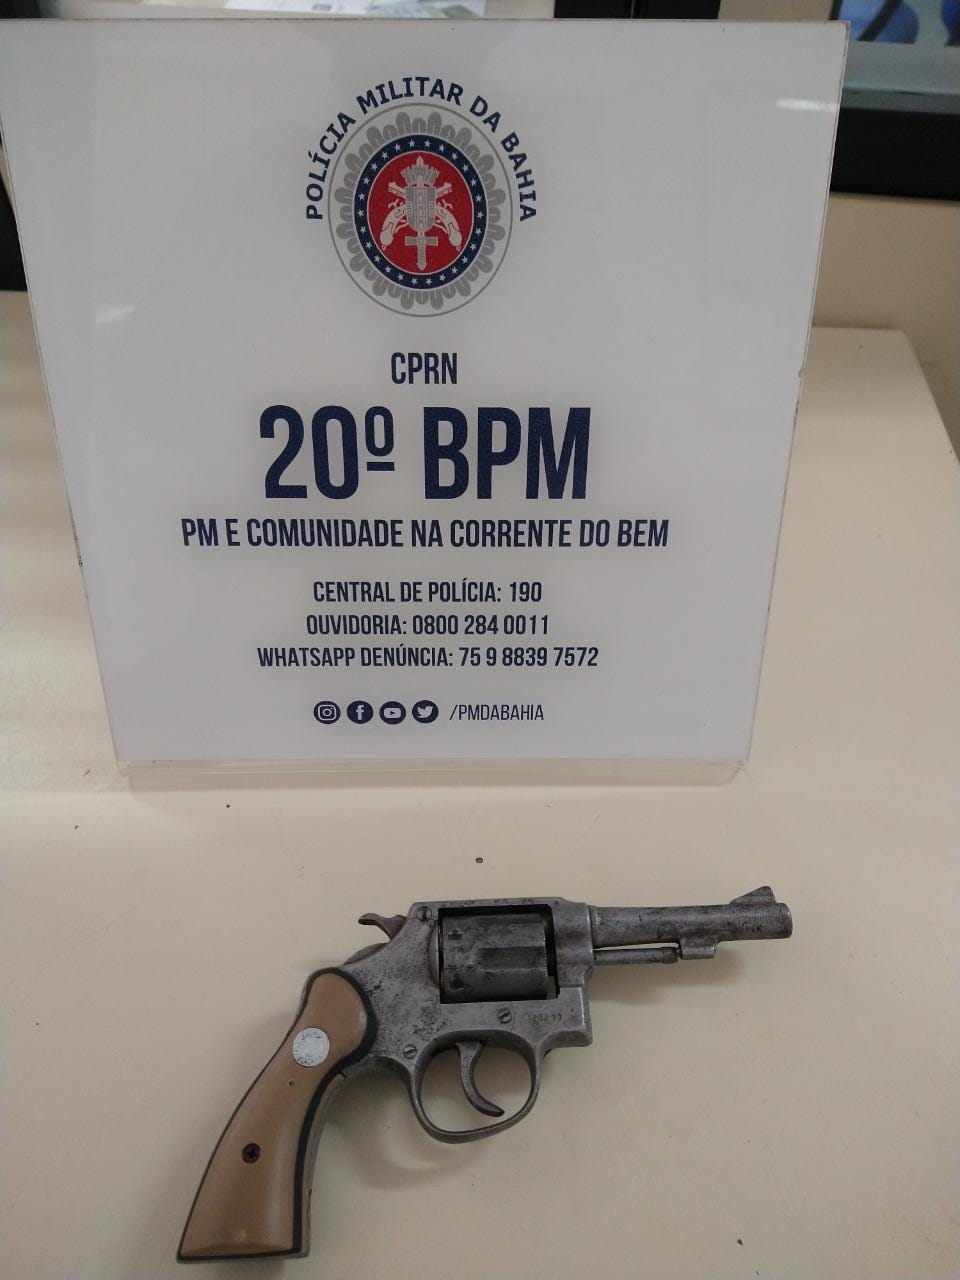 POLÍCIA MILITAR DA BAHIA
CPRN
20º BPM
PM E COMUNIDADE NA CORRENTE DO BEM
CENTRAL DE POLÍCIA: 190
OUVIDORIA: 0800 284 0011
WHATSAPP DENÚNCIA: 75 9 8839 7572
/PMDABAHIA